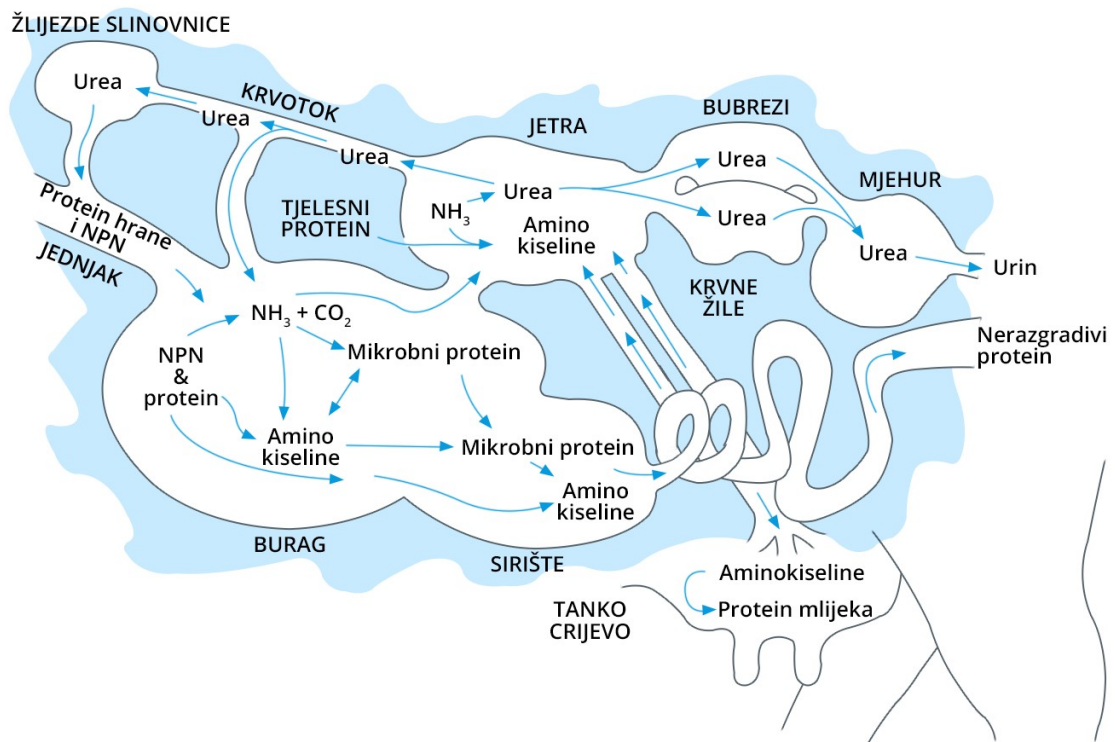 ŽLIJEZDE SLINOVNICE
Urea
KRVOTOK
Urea
Urea
JETRA
BUBREZI
Urea
MJEHUR
Urea
NH3
Amino
kiseline
Urea
Urea
Urin
TJELESNI
PROTEIN
Protein hrane
i NPN
JEDNJAK
KRVNE
ŽILE
NH3 + CO2
Nerazgradivi
protein
NPN
&
protein
Mikrobni protein
Amino
kiseline
Mikrobni protein
Amino
kiseline
BURAG
SIRIŠTE
TANKO
CRIJEVO
Aminokiseline
Protein mlijeka